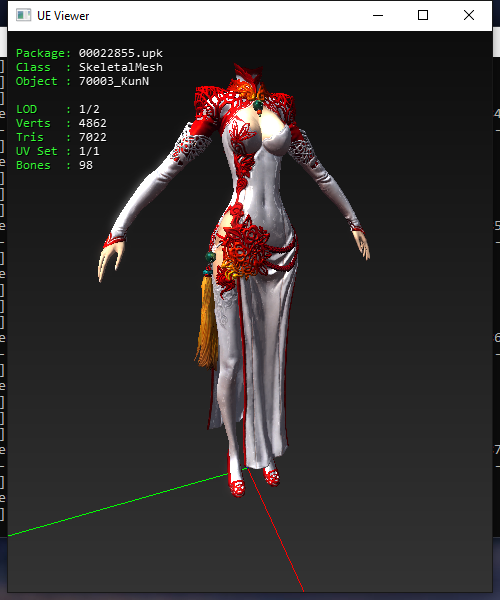 UE Viewer
Package: 00022855.upk
Class  : SkeletalMesh
Object : 70003_KunN
LOD    : 1/2
Verts  : 4862
Tris   : 7022
UV Set : 1/1
Bones  : 98